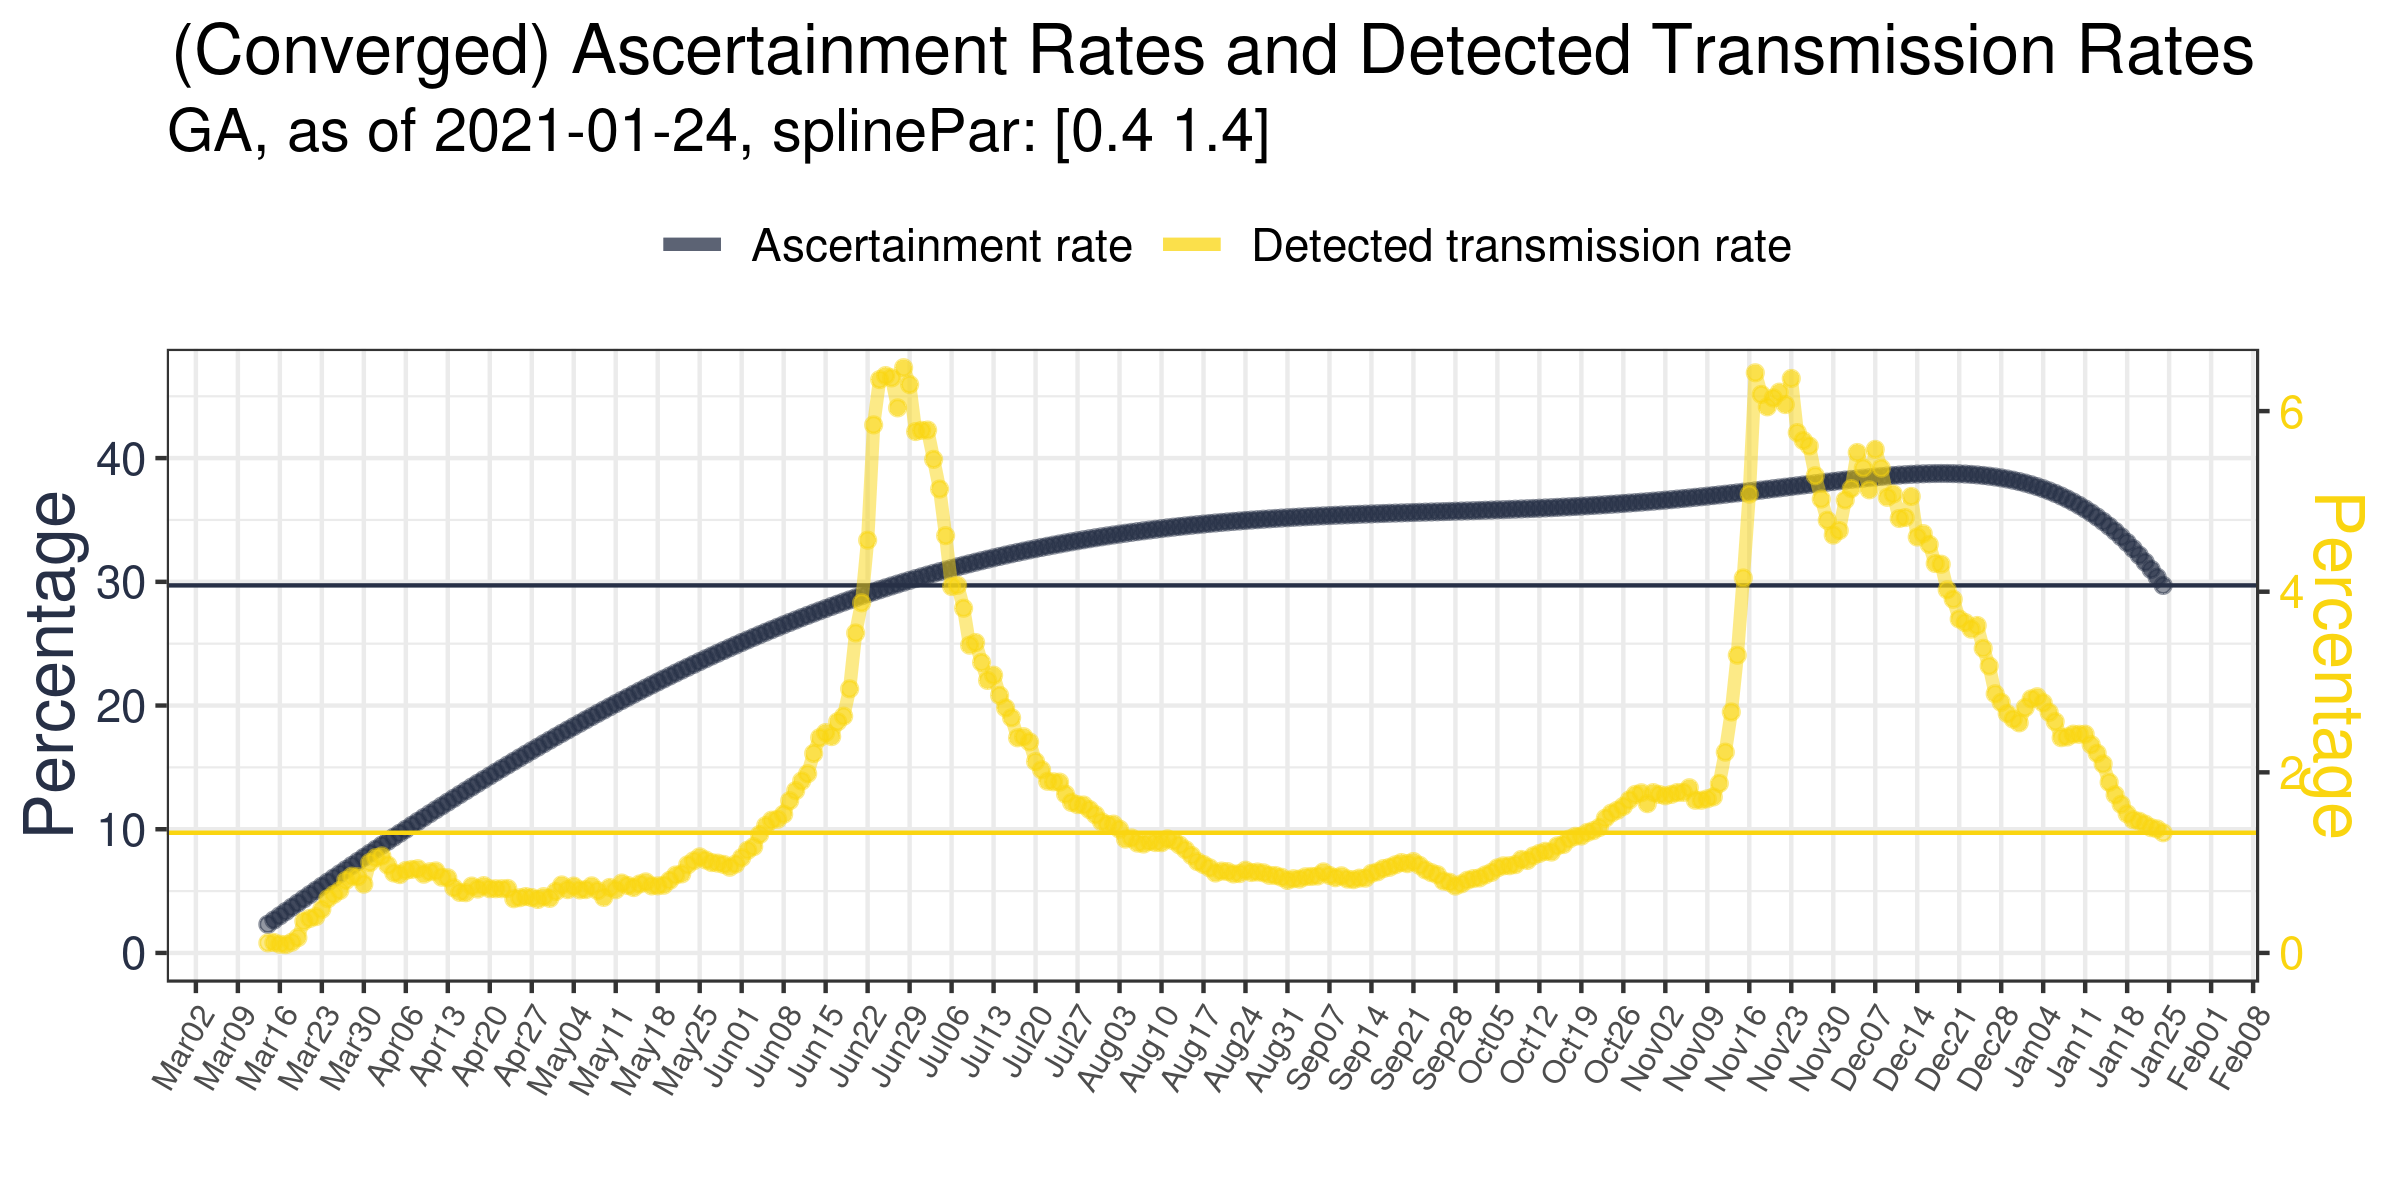 (Converged) Ascertainment Rates and Detected Transmission Rates
GA, as of 2021-01-24, splinePar: [0.4 1.4]
Ascertainment rate
Detected transmission rate
Percentage
40
30
20
10
0
6
4
2
0
Percentage
Mar02
Mar09
Mar16
Mar23
Mar30
Apr06
Apr13
Apr20
Apr27
May04
May11
May18
May25
Jun01
Jun08
Jun15
Jun22
Jun29
Jul06
Jul13
Jul20
Jul27
Aug03
Aug10
Aug17
Aug24
Aug31
Sep07
Sep14
Sep21
Sep28
Oct05
Oct12
Oct19
Oct26
Nov02
Nov09
Nov16
Nov23
Nov30
Dec07
Dec14
Dec21
Dec28
Jan04
Jan11
Jan18
Jan25
Feb01
Feb08